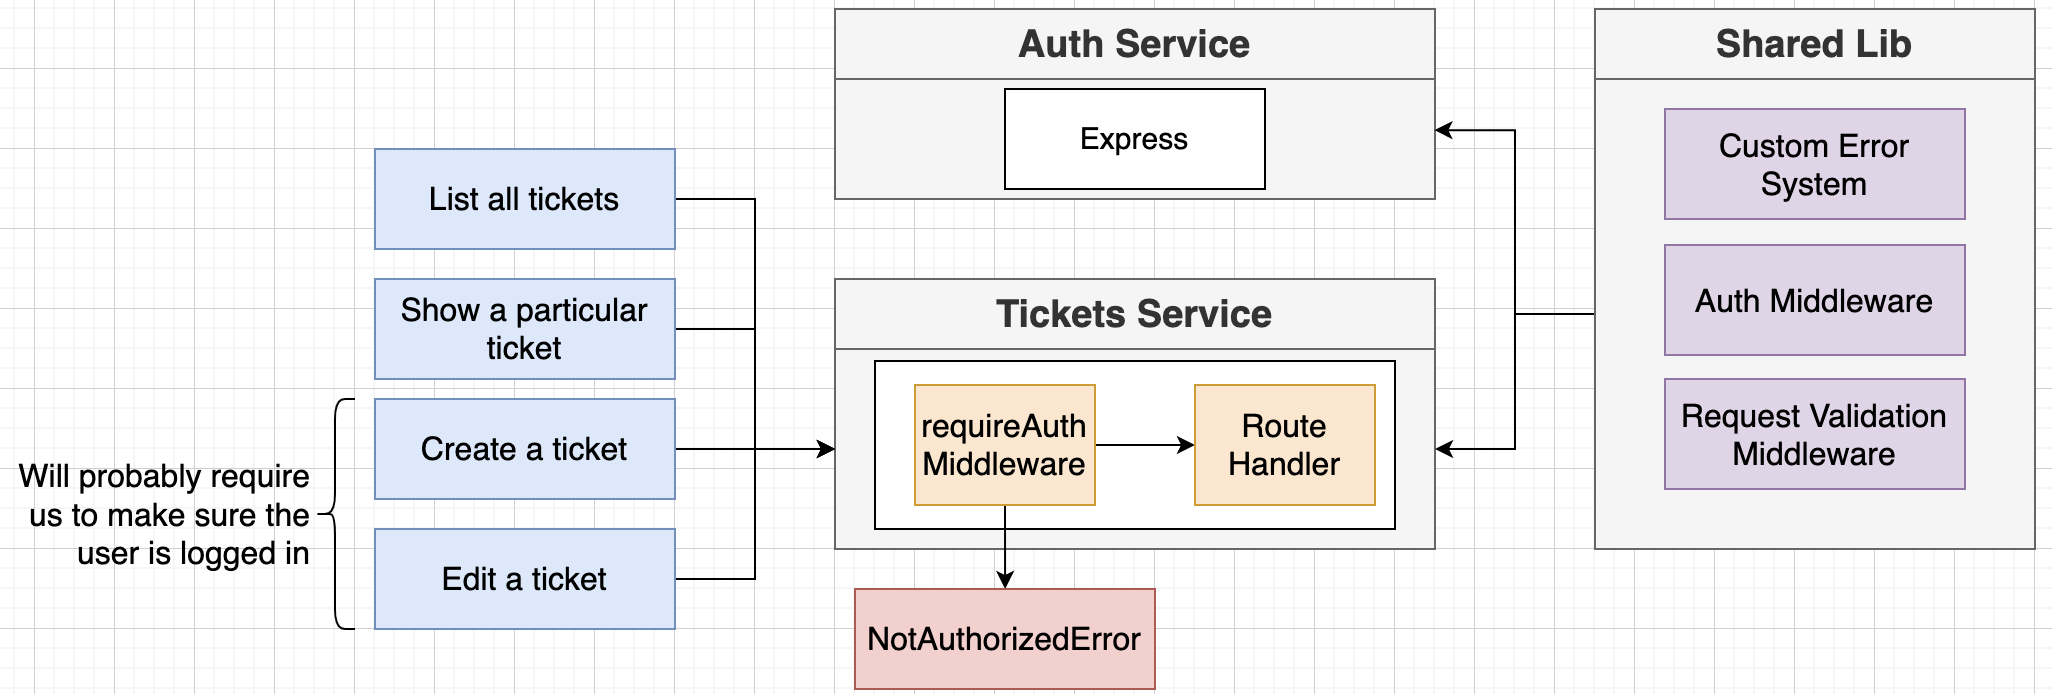 Auth Service
Express
Shared Lib
Custom Error
System
Auth Middleware
Request Validation
Middleware
List all tickets
Show a particular
ticket
Create a ticket
Edit a ticket
Will probably require
us to make sure the
user is logged in
Tickets Service
requireAuth
Middleware
Route
Handler
NotAuthorizedError